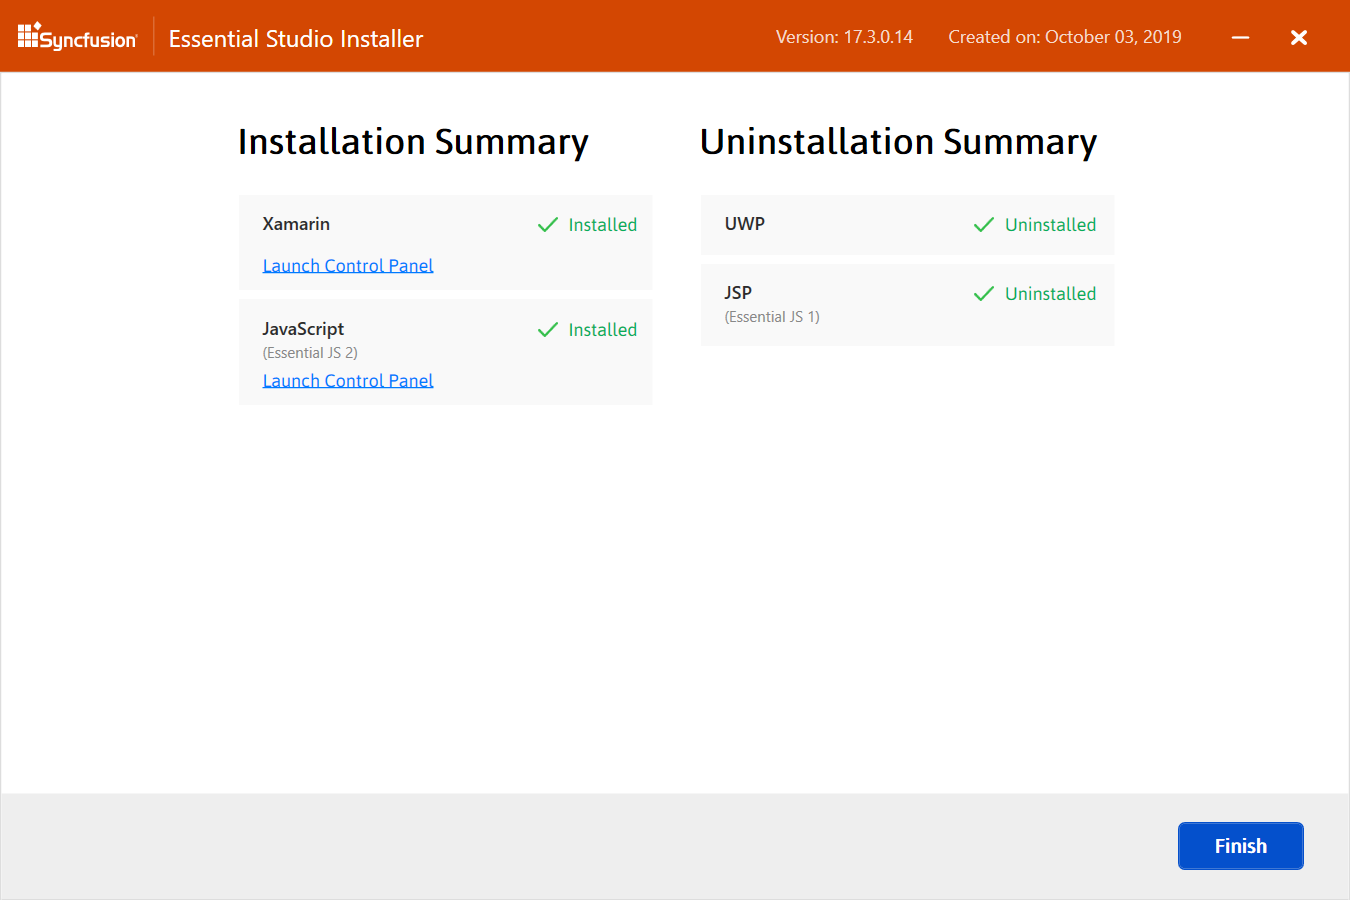 Syncfusion
Essential Studio Installer
Version: 17.3.0.14
Created on: October 03, 2019
Installation Summary
Xamarin
Installed
Launch Control Panel
JavaScript
Installed
(Essential JS 2)
Launch Control Panel
Uninstallation Summary
UWP
Uninstalled
JSP
Uninstalled
(Essential JS 1)
Finish